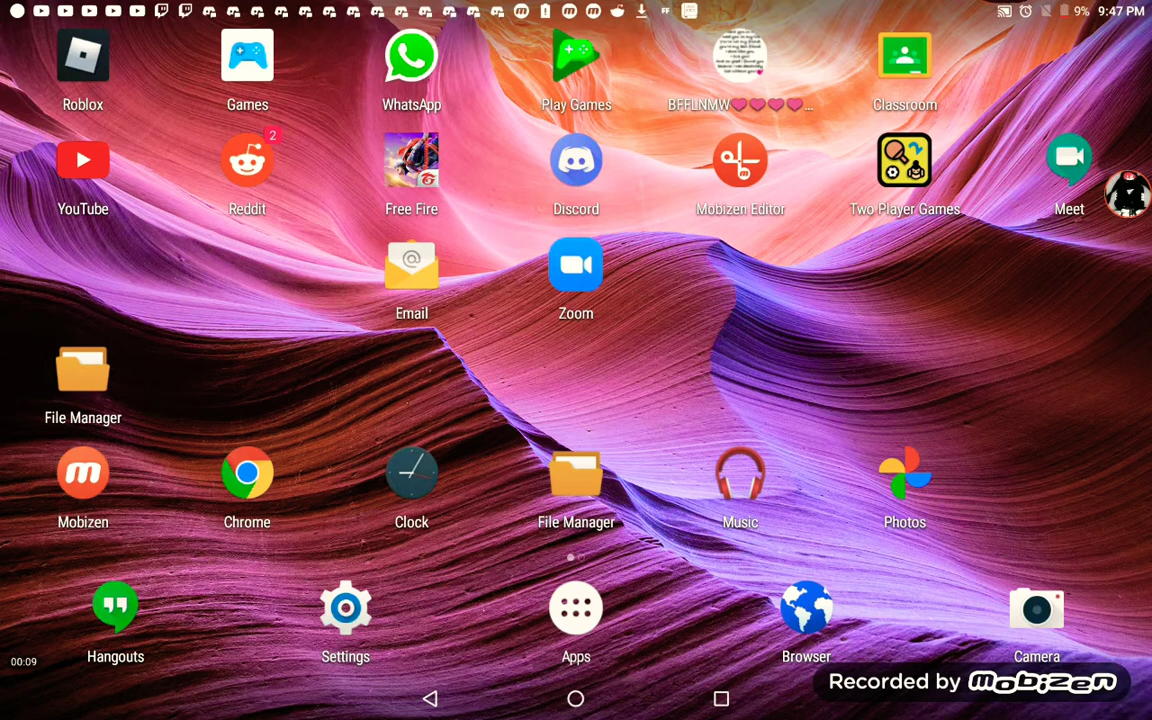 9% 9:47 PM
Roblox
Games
WhatsApp
Play Games
BFFLNMW❤❤❤❤...
Classroom
YouTube
2
Reddit
Free Fire
Discord
Mobizen Editor
Two Player Games
Meet
Email
Zoom
File Manager
Mobizen
Chrome
Clock
File Manager
Music
Photos
Hangouts
Settings
Apps
Browser
Camera
00:09
Recorded by mobizen